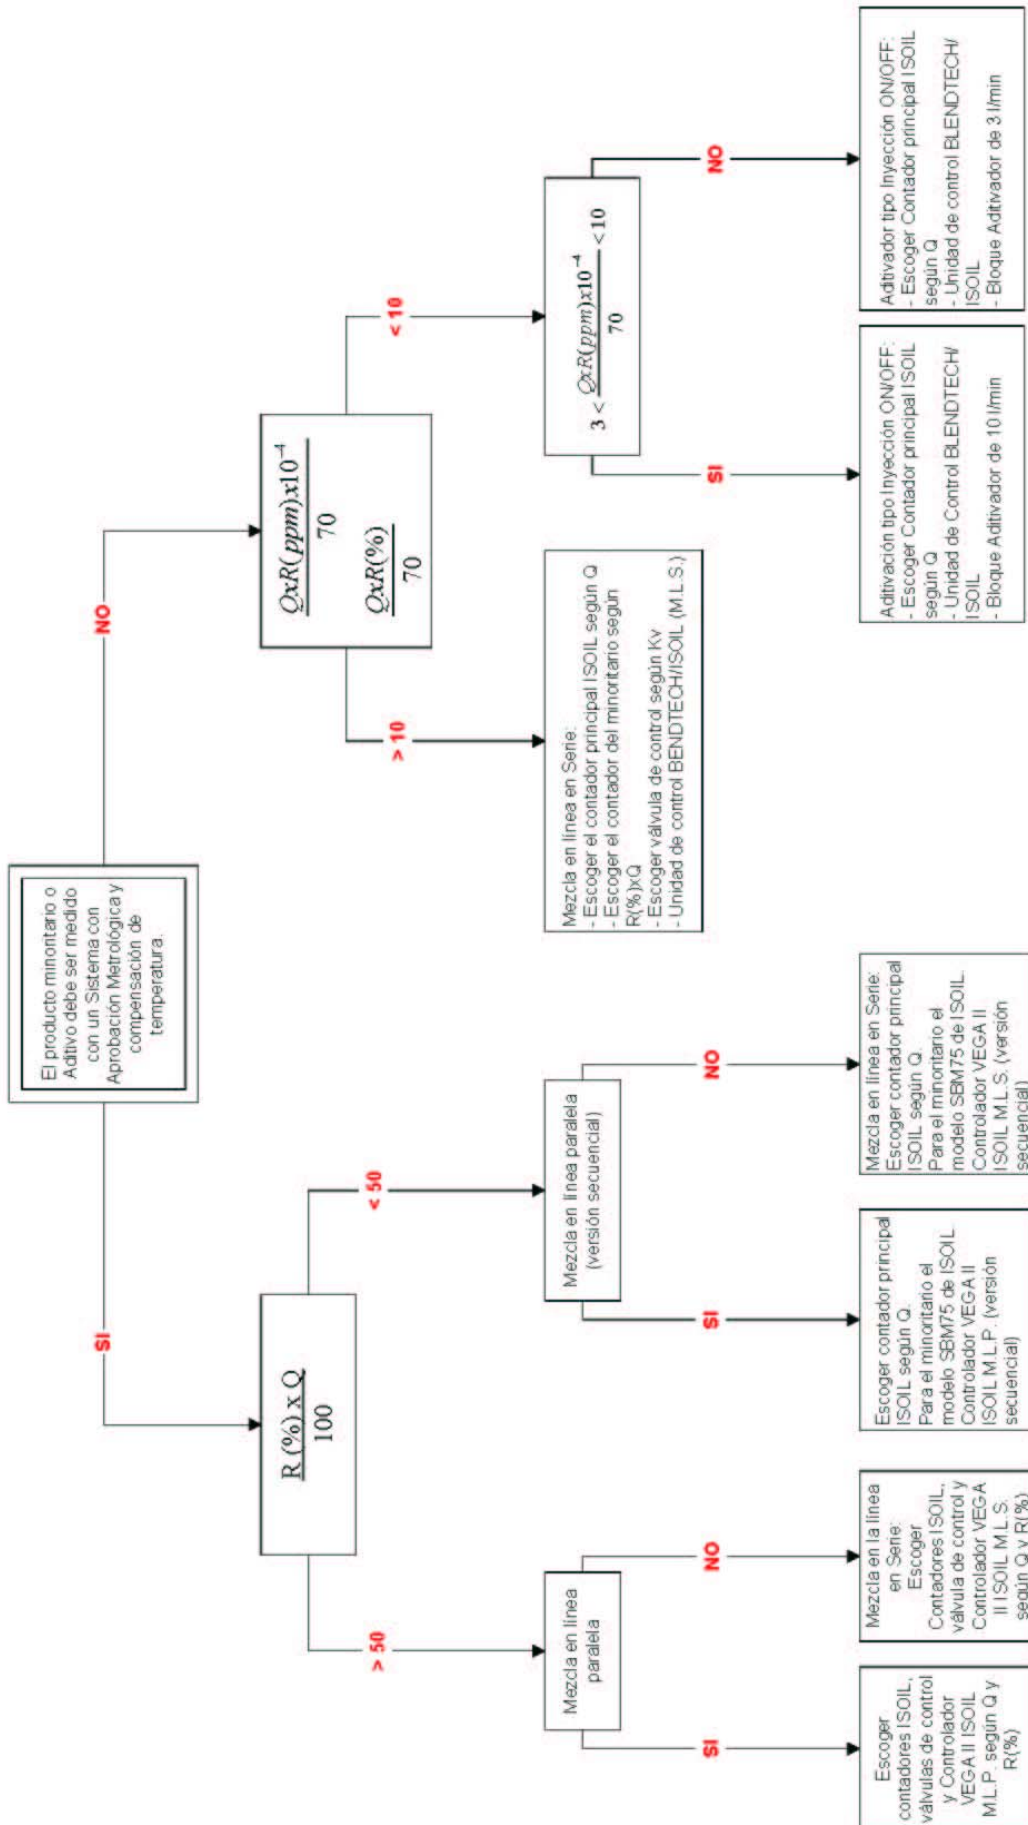 El producto minontario o
Aditivo debe ser medido
con un Sistema con
Aprobación Metrológica y
compensación de
temperatura.
SI
NO
R (%) x Q
100
QxR(ppm)x10⁻⁴
70
QxR(%)
70
> 50
< 50
> 10
< 10
Mezcla en línea
paralela
Mezcla en línea paralela
(versión secuencial)
Mezcla en línea en Serie:
- Escoger el contador principal ISOIL según Q
- Escoger el contador del minoritario según
R(%)xQ
- Escoger válvula de control según Kv
- Unidad de control BENDTECH/ISOIL (M.L.S.)
3 < QxR(ppm)x10⁻⁴ < 10
70
SI
NO
SI
NO
SI
NO
Escoger
contadores ISOIL,
válvulas de control
y Controlador
VEGA II ISOIL
M.L.P. según Q y
R(%)
Mezcla en la línea
en Serie:
Escoger
Contadores ISOIL,
válvula de control y
Controlador VEGA
II ISOIL M.L.S.
según Q y R(%)
Escoger contador principal
ISOIL según Q.
Para el minoritario el
modelo SBM75 de ISOIL.
Controlador VEGA II
ISOIL M.L.P. (versión
secuencial)
Mezcla en línea en Serie:
Escoger contador principal
ISOIL según Q.
Para el minontario el
modelo SBM75 de ISOIL.
Controlador VEGA II
ISOIL M.L.S. (versión
secuencial)
Aditivación tipo Inyección ON/OFF:
- Escoger Contador principal ISOIL
según Q
- Unidad de Control BLENDTECH/
ISOIL
- Bloque Aditivador de 10 l/min
Aditivador tipo Inyección ON/OFF:
- Escoger Contador principal ISOIL
según Q
- Unidad de control BLENDTECH/
ISOIL
- Bloque Aditivador de 3 l/min